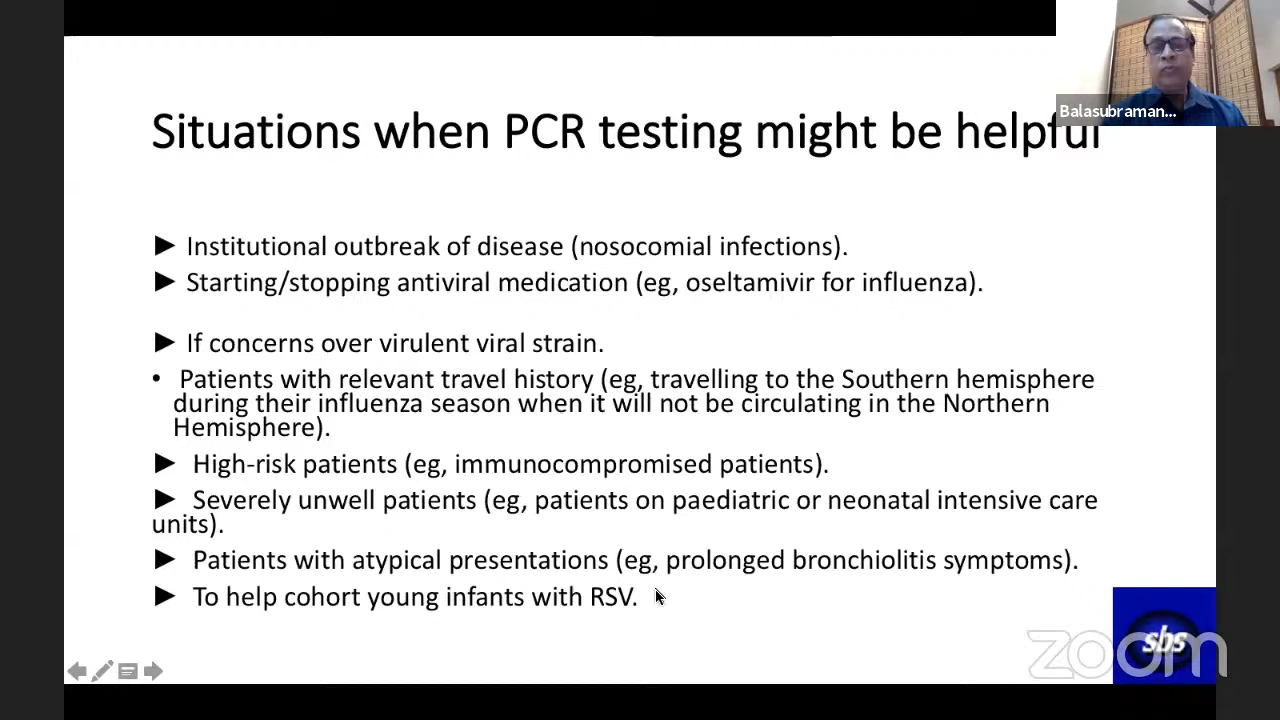 Balasubraman...
Situations when PCR testing might be helpful
► Institutional outbreak of disease (nosocomial infections).
► Starting/stopping antiviral medication (eg, oseltamivir for influenza).
► If concerns over virulent viral strain.
• Patients with relevant travel history (eg, travelling to the Southern hemisphere
during their influenza season when it will not be circulating in the Northern
Hemisphere).
► High-risk patients (eg, immunocompromised patients).
► Severely unwell patients (eg, patients on paediatric or neonatal intensive care
units).
► Patients with atypical presentations (eg, prolonged bronchiolitis symptoms).
► To help cohort young infants with RSV.
sbs
zoom